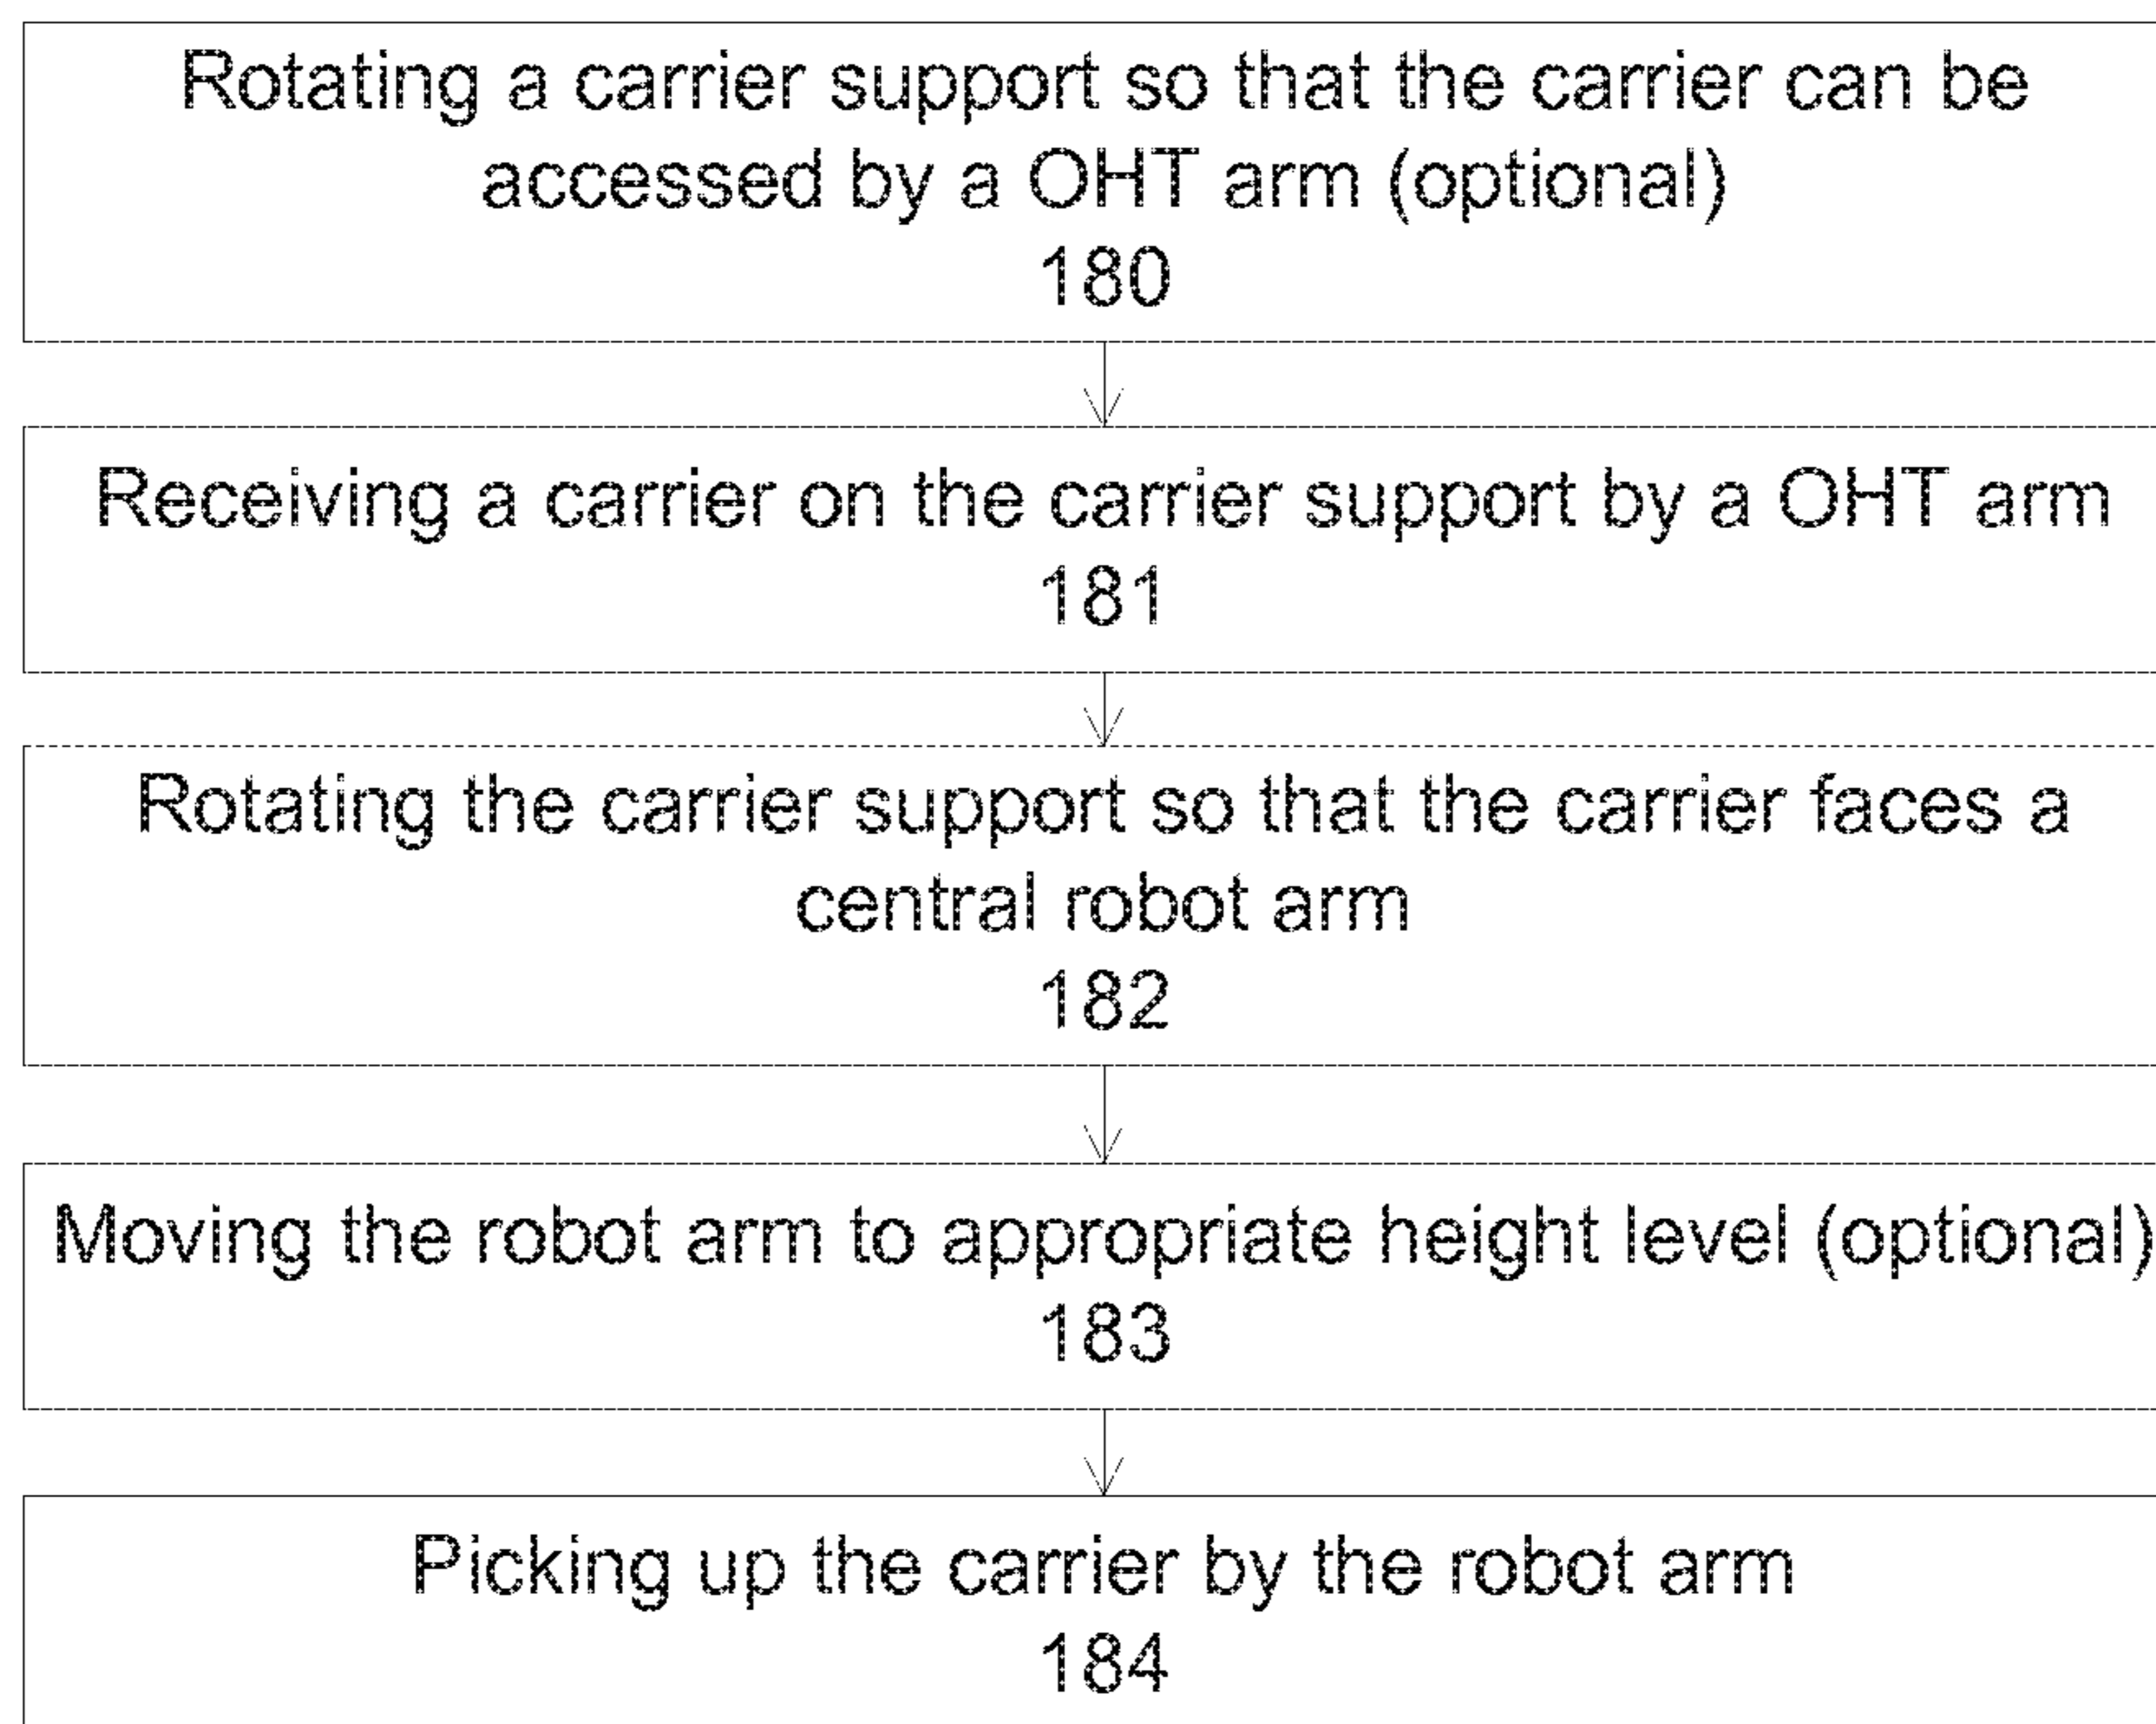 Rotating a carrier support so that the carrier can be
accessed by a OHT arm (optional)
180
Receiving a carrier on the carrier support by a OHT arm
181
Rotating the carrier support so that the carrier faces a
central robot arm
182
Moving the robot arm to appropriate height level (optional)
183
Picking up the carrier by the robot arm
184